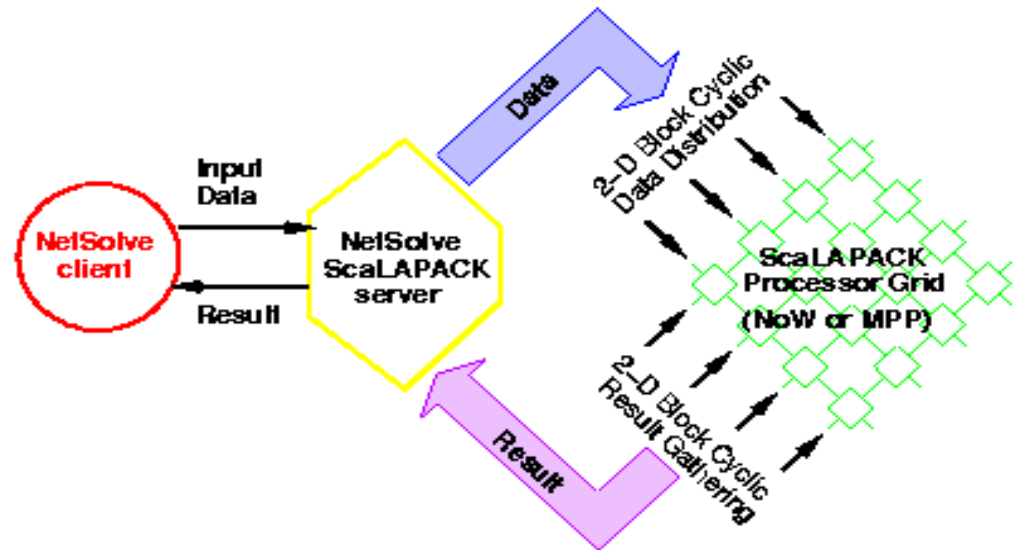 Data
2-D Block Cyclic
Data Distribution
Input
Data
NetSolve
client
NetSolve
ScaLAPACK
server
Result
ScaLAPACK
Processor Grid
(NoW or MPP)
2-D Block Cyclic
Result Gathering
Result